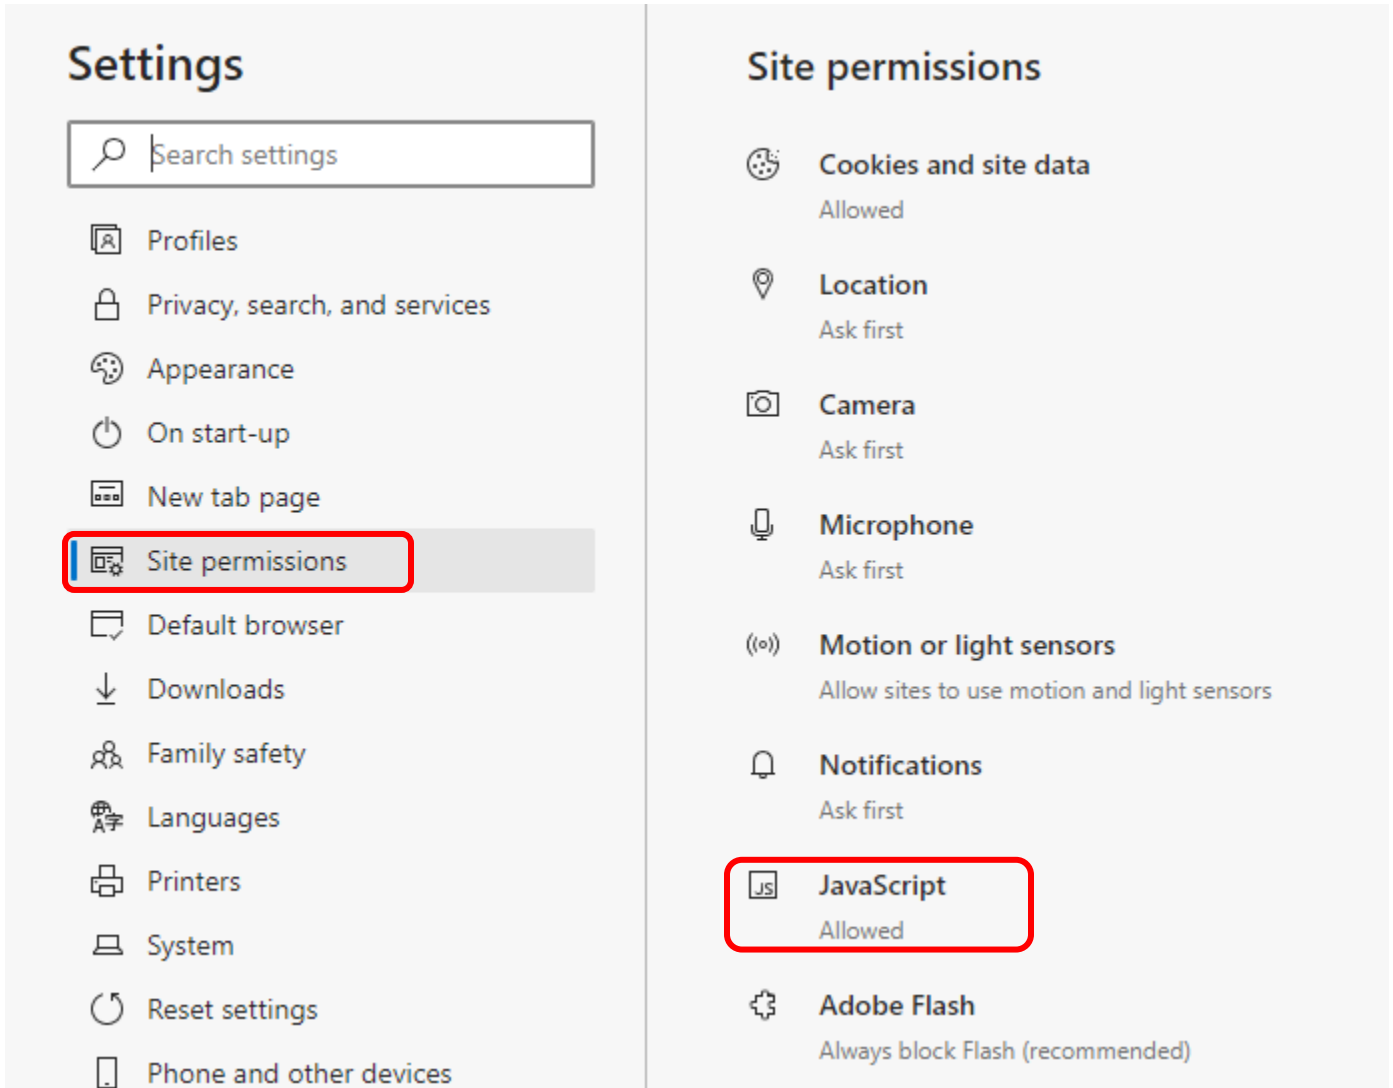 Settings
Search settings
Profiles
Privacy, search, and services
Appearance
On start-up
New tab page
Site permissions
Default browser
Downloads
Family safety
Languages
Printers
System
Reset settings
Phone and other devices
Site permissions
Cookies and site data
Allowed
Location
Ask first
Camera
Ask first
Microphone
Ask first
Motion or light sensors
Allow sites to use motion and light sensors
Notifications
Ask first
JS
JavaScript
Allowed
Adobe Flash
Always block Flash (recommended)